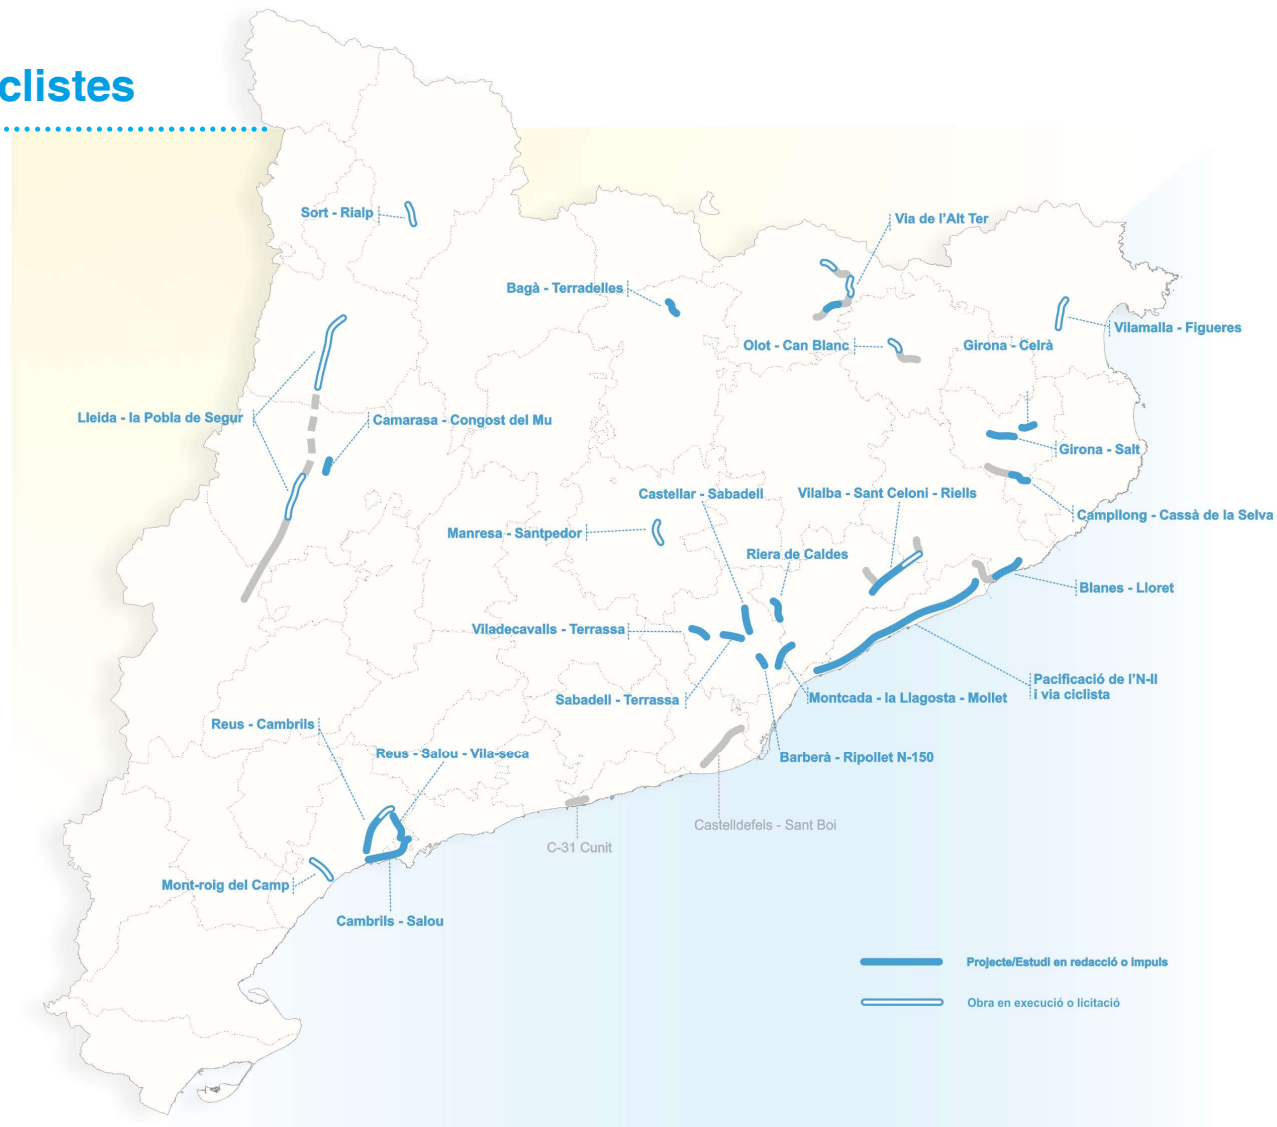 clistes
Sort - Rialp
Via de l'Alt Ter
Bagà - Terradelles
Vilamalla - Figueres
Olot - Can Blanc
Girona - Celrà
Lleida - la Pobla de Segur
Camarasa - Congost del Mu
Girona - Salt
Castellar - Sabadell
Vilalba - Sant Celoni - Riells
Campllong - Cassà de la Selva
Manresa - Santpedor
Riera de Caldes
Blanes - Lloret
Viladecavalls - Terrassa
Pacificació de l'N-II
i via ciclista
Sabadell - Terrassa
Montcada - la Llagosta - Mollet
Reus - Cambrils
Reus - Salou - Vila-seca
Barberà - Ripollet N-150
Castelldefels - Sant Boi
C-31 Cunit
Mont-roig del Camp
Cambrils - Salou
Projecte/Estudi en redacció o impuls
Obra en execució o licitació